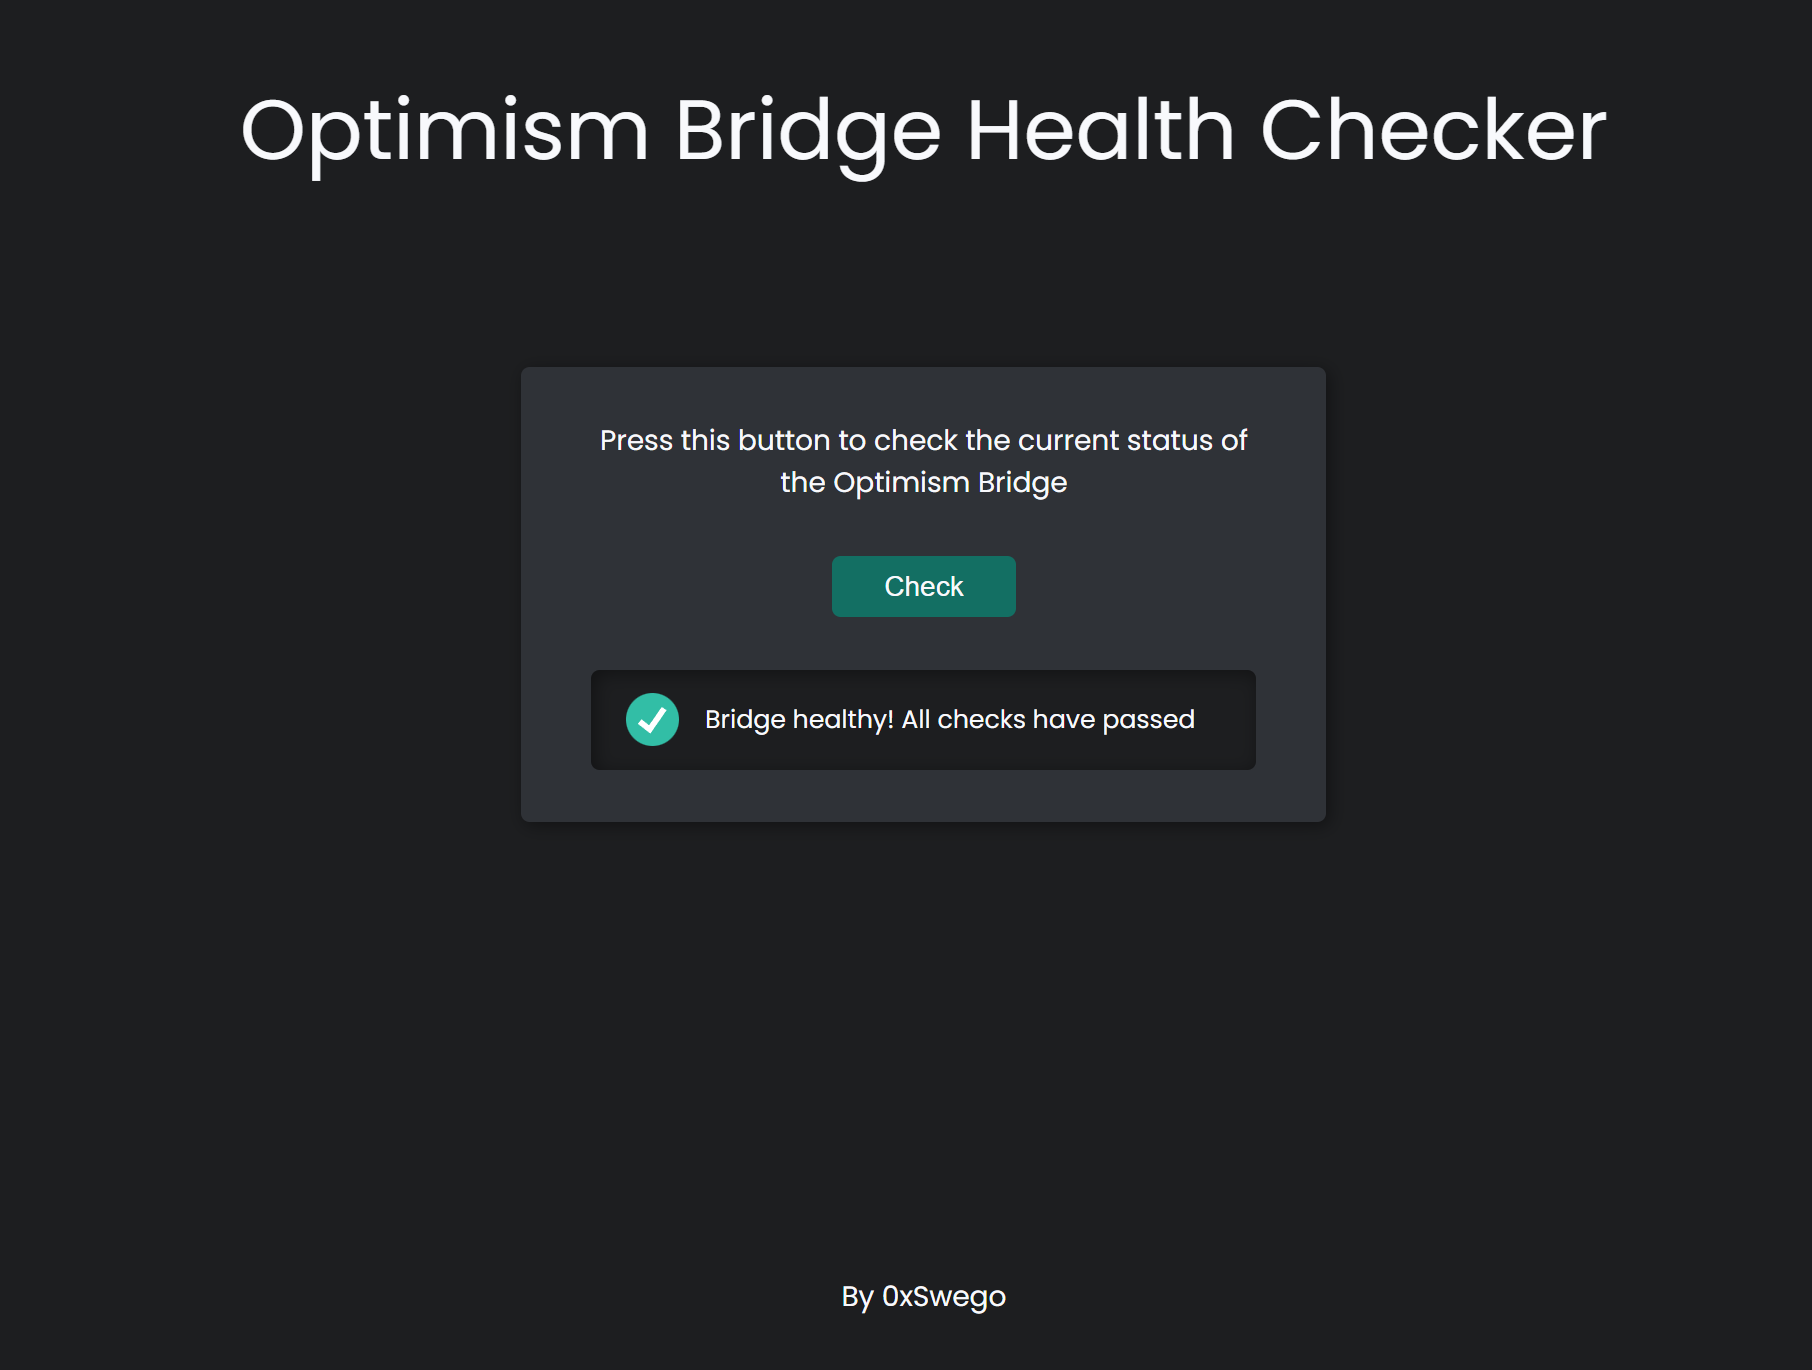 Optimism Bridge Health Checker
Press this button to check the current status of
the Optimism Bridge
Check
Bridge healthy! All checks have passed
By 0xSwego